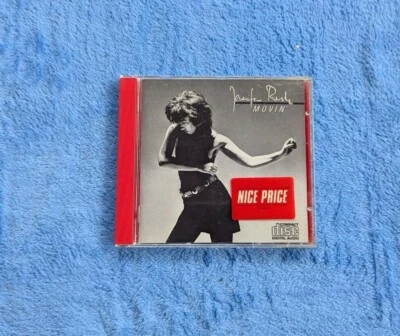 Jennifer Rush
MOVIN'
NICE PRICE
COMPACT
disc
DIGITAL AUDIO